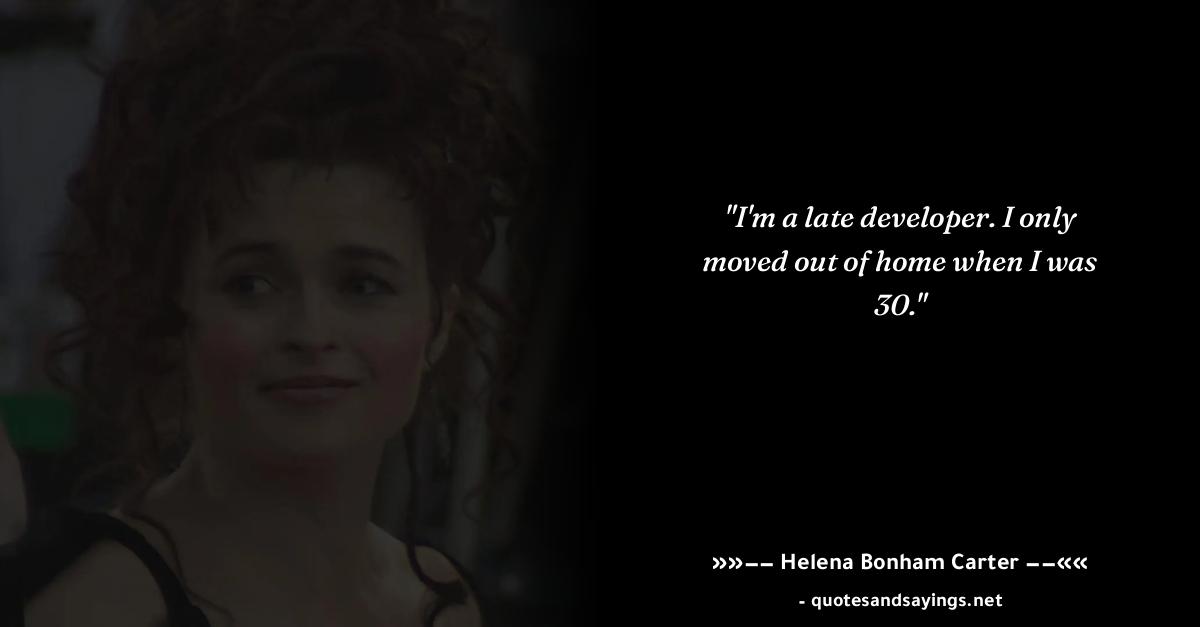 "I'm a late developer. I only
moved out of home when I was
30."
»»−− Helena Bonham Carter −−««
- quotesandsayings.net